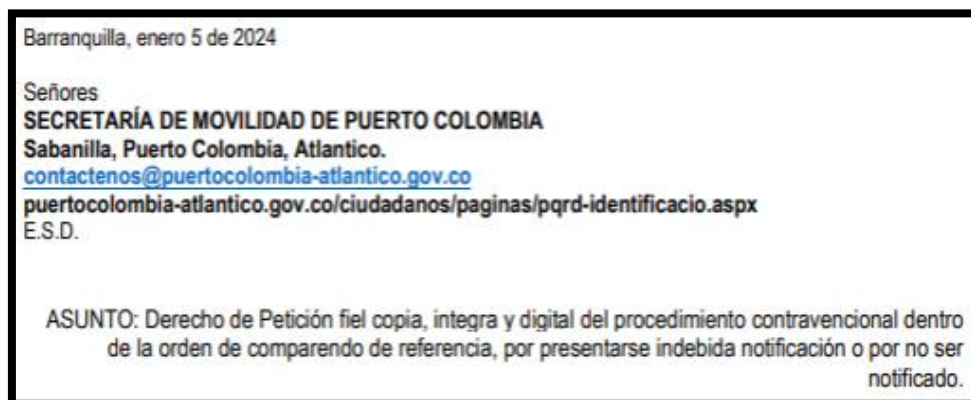 Barranquilla, enero 5 de 2024
Señores
SECRETARÍA DE MOVILIDAD DE PUERTO COLOMBIA
Sabanilla, Puerto Colombia, Atlantico.
contactenos@puertocolombia-atlantico.gov.co
puertocolombia-atlantico.gov.co/ciudadanos/paginas/pqrd-identificacio.aspx
E.S.D.
ASUNTO: Derecho de Petición fiel copia, integra y digital del procedimiento contravencional dentro
de la orden de comparendo de referencia, por presentarse indebida notificación o por no ser
notificado.